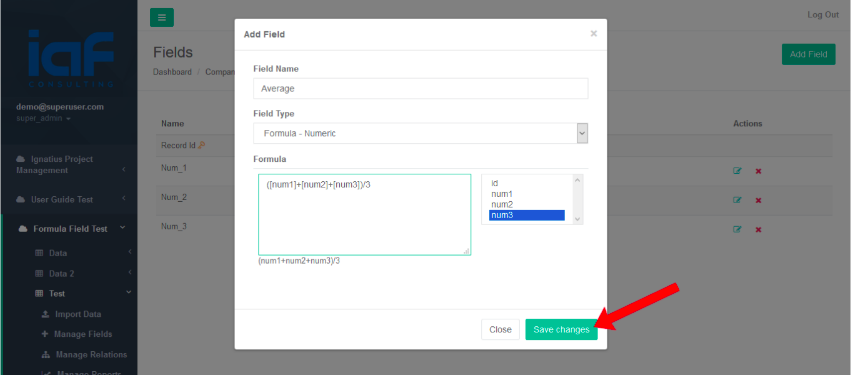 Log Out
iaf
CONSULTING
demo@superuser.com
super_admin
Ignatius Project
Management
User Guide Test
Formula Field Test
Data
Data 2
Test
Import Data
Manage Fields
Manage Relations
Manage Reports
Fields
Dashboard / Compan
Add Field
Name
Actions
Record Id
Num_1
Num_2
Num_3
Add Field
×
Field Name
Average
Field Type
Formula - Numeric
Formula
([num1]+[num2]+[num3])/3
id
num1
num2
num3
(num1+num2+num3)/3
Close
Save changes